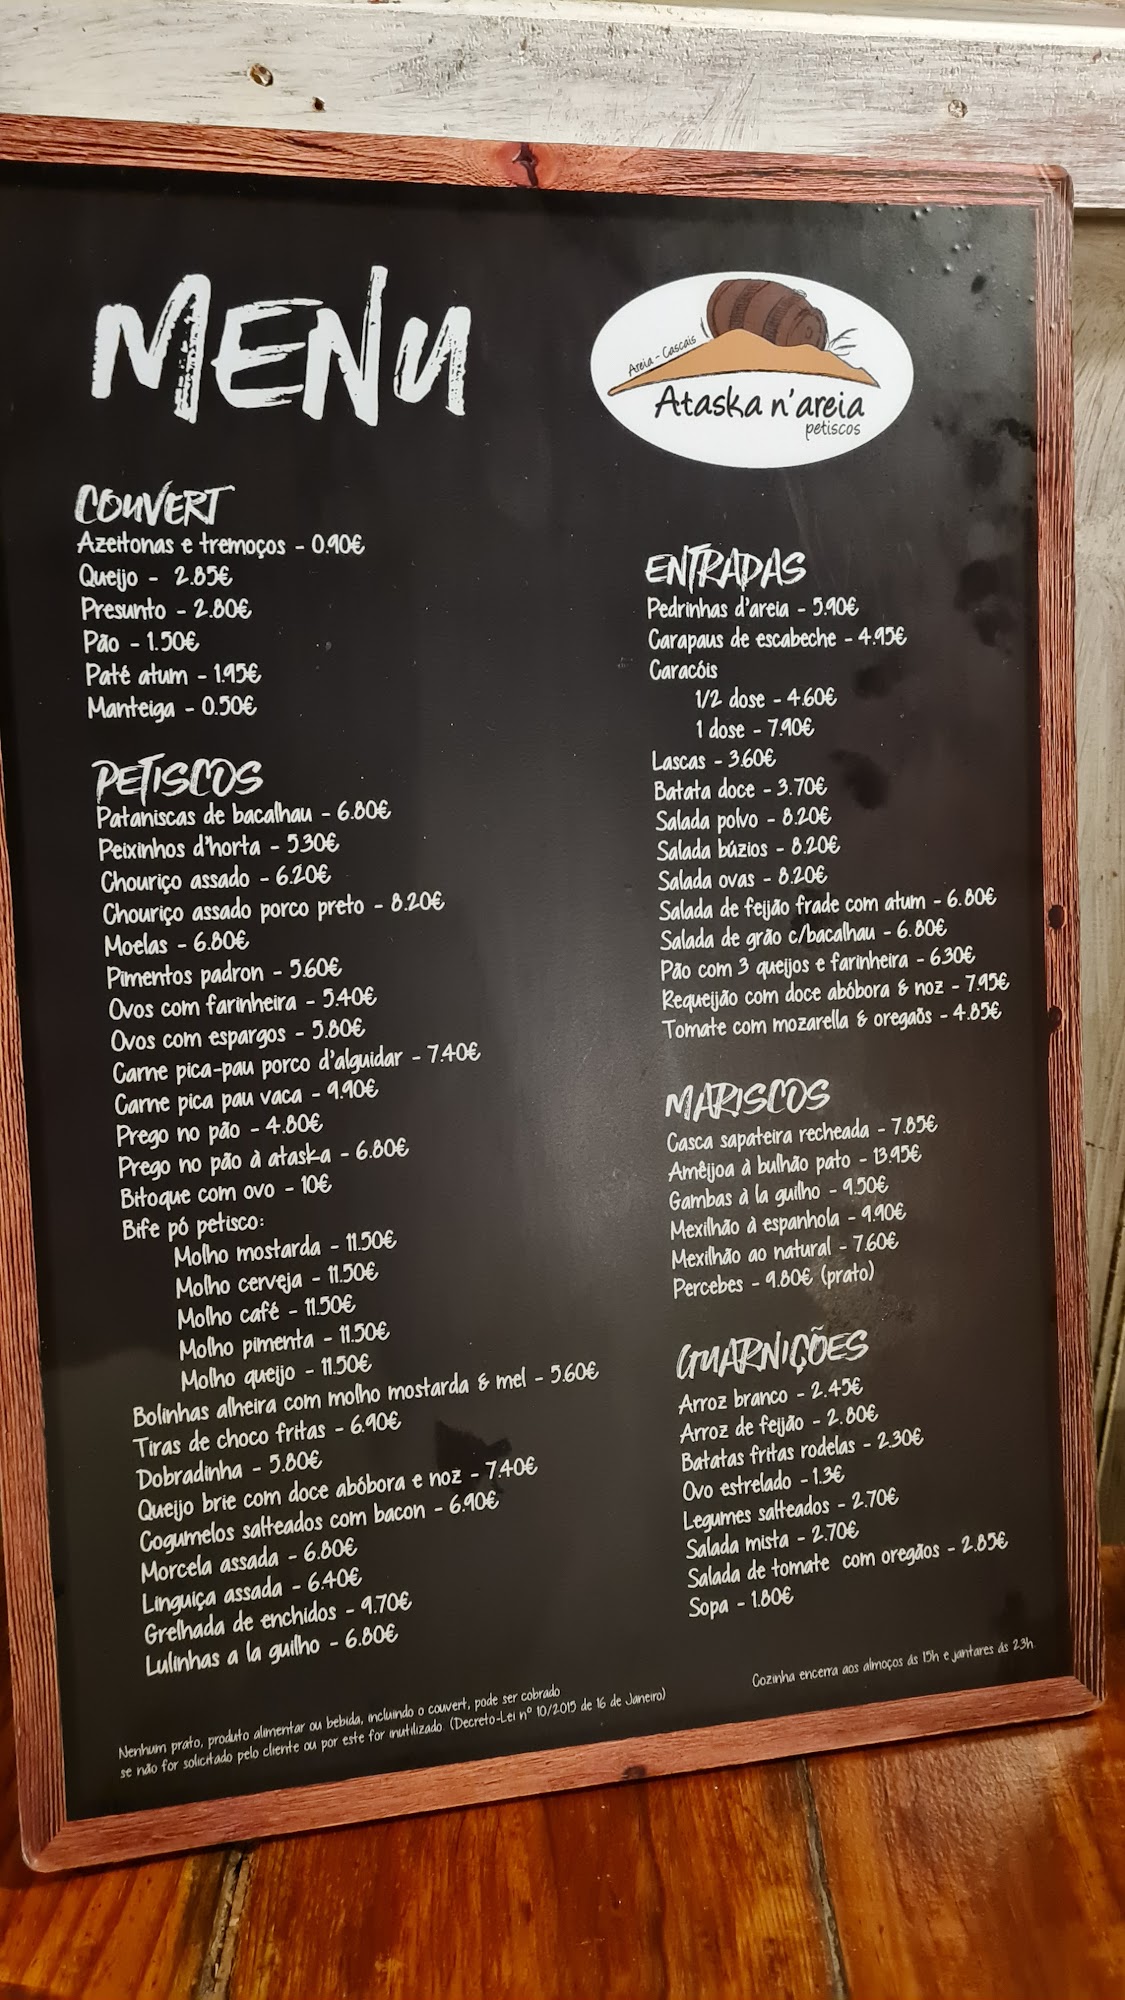 MENU
Areia - Cascais
Ataska n'areia
petiscos
COUVERT
Azeitonas e tremoços - 0.90€
Queijo - 2.85€
Presunto - 2.80€
Pão - 1.50€
Paté atum - 1.95€
Manteiga - 0.50€
PETISCOS
Pataniscas de bacalhau - 6.80€
Peixinhos d'horta - 5.30€
Chouriço assado - 6.20€
Chouriço assado porco preto - 8.20€
Moelas - 6.80€
Pimentos padron - 5.60€
Ovos com farinheira - 5.40€
Ovos com espargos - 5.80€
Carne pica-pau porco d'alguidar - 7.40€
Carne pica pau vaca - 9.90€
Prego no pão - 4.80€
Prego no pão à ataska - 6.80€
Bitoque com ovo - 10€
Bife pó petisco:
Molho mostarda - 11.50€
Molho cerveja - 11.50€
Molho café - 11.50€
Molho pimenta - 11.50€
Molho queijo - 11.50€
Bolinhas alheira com molho mostarda & mel - 5.60€
Tiras de choco fritas - 6.90€
Dobradinha - 5.80€
Queijo brie com doce abóbora e noz - 7.40€
Cogumelos salteados com bacon - 6.90€
Morcela assada - 6.80€
Linguiça assada - 6.40€
Grelhada de enchidos - 9.70€
Lulinhas a la guilho - 6.80€
ENTRADAS
Pedrinhas d'areia - 5.90€
Carapaus de escabeche - 4.95€
Caracóis
1/2 dose - 4.60€
1 dose - 7.90€
Lascas - 3.60€
Batata doce - 3.70€
Salada polvo - 8.20€
Salada búzios - 8.20€
Salada ovas - 8.20€
Salada de feijão frade com atum - 6.80€
Salada de grão c/bacalhau - 6.80€
Pão com 3 queijos e farinheira - 6.30€
Requeijão com doce abóbora & noz - 7.95€
Tomate com mozarella & oregaõs - 4.85€
MARISCOS
Casca sapateira recheada - 7.85€
Amêijoa à bulhão pato - 13.95€
Gambas à la guilho - 9.50€
Mexilhão à espanhola - 9.90€
Mexilhão ao natural - 7.60€
Percebes - 9.80€ (prato)
GUARNIÇÕES
Arroz branco - 2.45€
Arroz de feijão - 2.80€
Batatas fritas rodelas - 2.30€
Ovo estrelado - 1.3€
Legumes salteados - 2.70€
Salada mista - 2.70€
Salada de tomate com oregãos - 2.85€
Sopa - 1.80€
Cozinha encerra aos almoços ás 15h e jantares ás 23h
Nenhum prato, produto alimentar ou bebida, incluindo o couvert, pode ser cobrado
se não for solicitado pelo cliente ou por este for inutilizado. (Decreto-Lei nº 10/2015 de 16 de Janeiro)